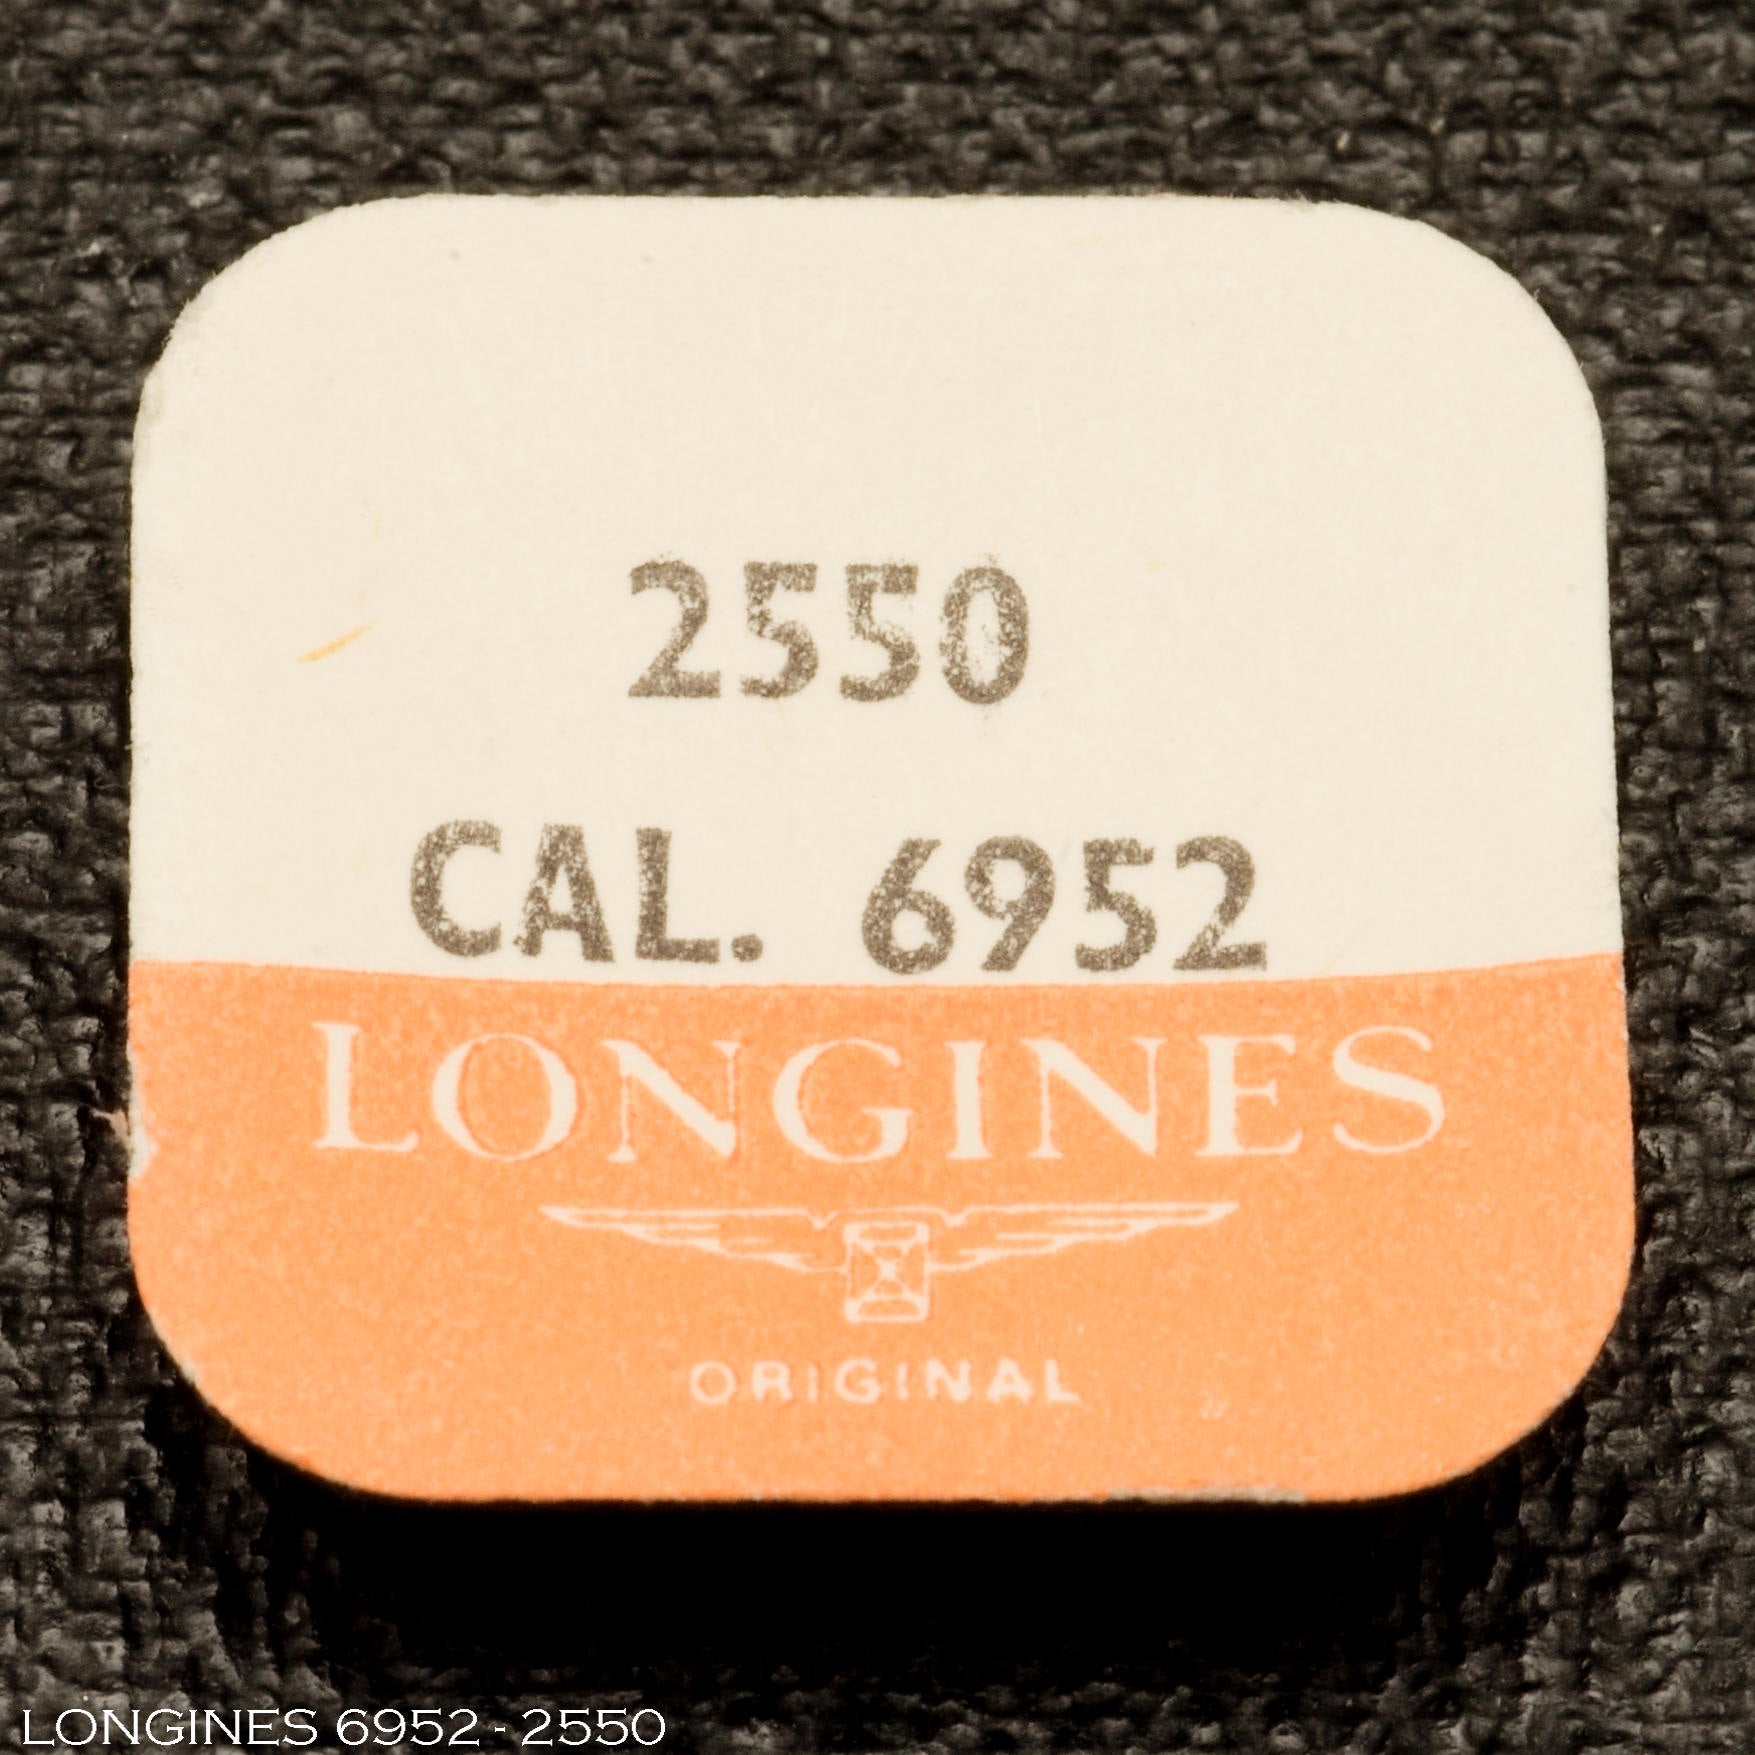 2550
CAL. 6952
LONGINES
ORIGINAL
LONGINES 6952 - 2550